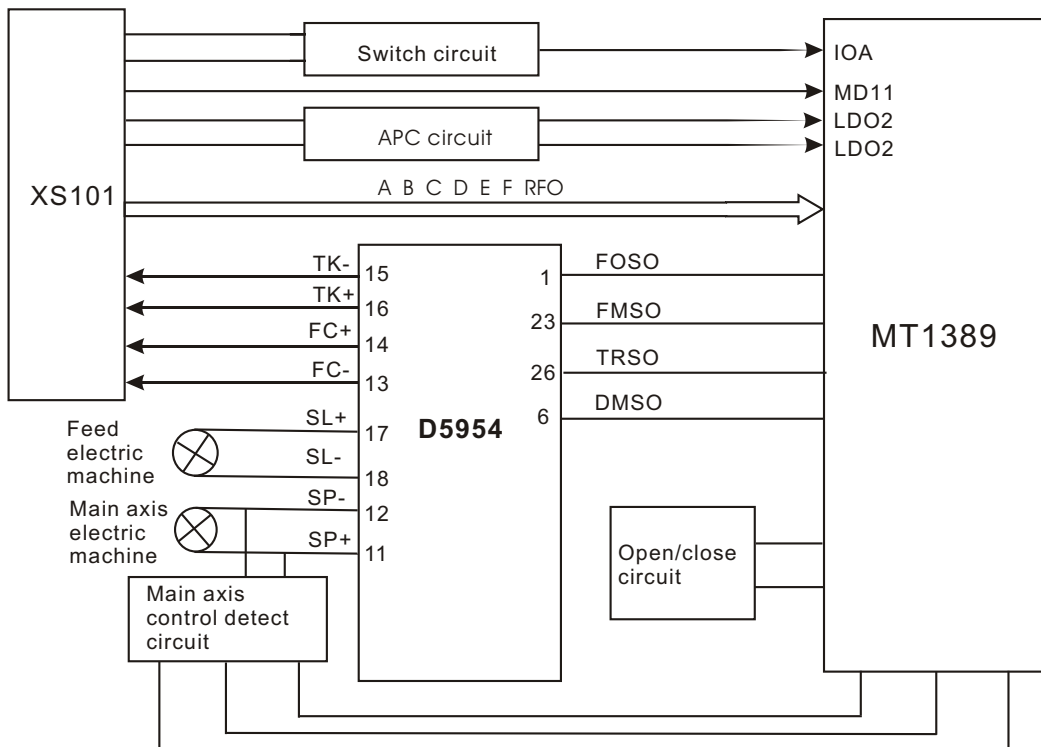 Switch circuit
IOA
MD11
APC circuit
LDO2
LDO2
XS101
A B C D E F RFO
TK- 15
TK+ 16
FC+ 14
FC- 13
SL+ 17
SL- 18
SP- 12
SP+ 11
D5954
1 FOSO
23 FMSO
26 TRSO
6 DMSO
MT1389
Feed
electric
machine
Main axis
electric
machine
Main axis
control detect
circuit
Open/close
circuit